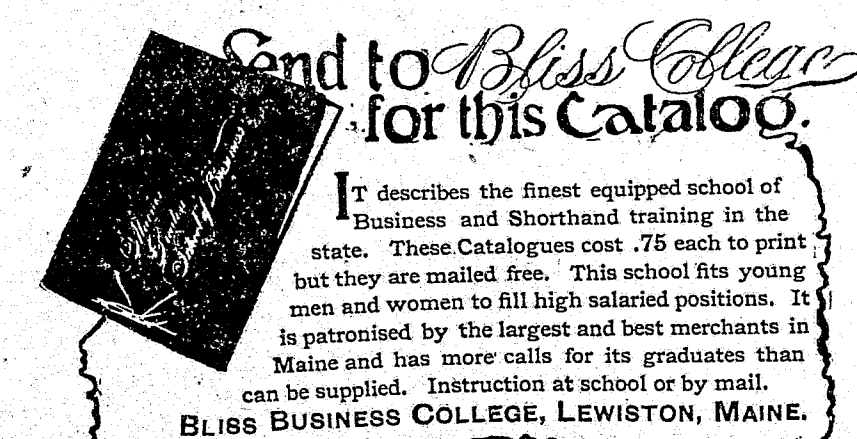 Send to Bliss College
for this Catalog.
IT describes the finest equipped school of
Business and Shorthand training in the
state. These Catalogues cost .75 each to print
but they are mailed free. This school fits young
men and women to fill high salaried positions. It
is patronised by the largest and best merchants in
Maine and has more calls for its graduates than
can be supplied. Instruction at school or by mail.
BLISS BUSINESS COLLEGE, LEWISTON, MAINE.